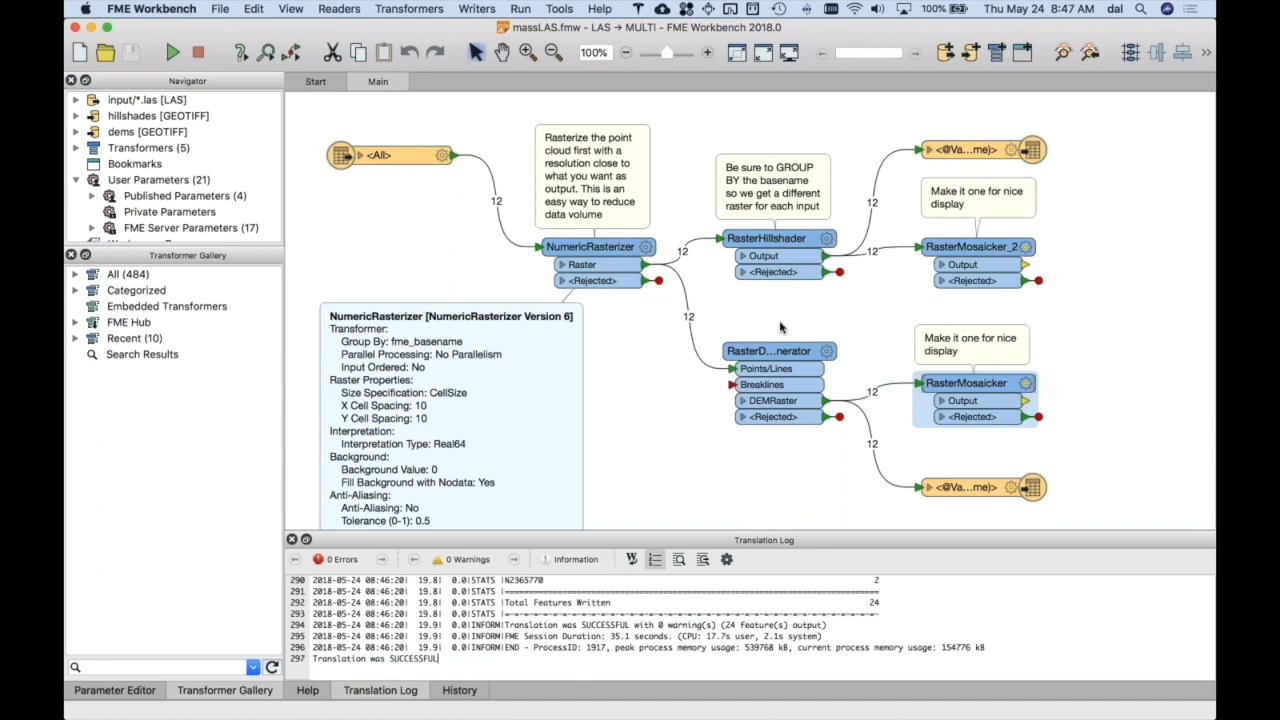 FME Workbench File Edit View Readers Transformers Writers Run Tools Help 100% Thu May 24 8:47 AM dal
massLAS.fmw - LAS → MULTI - FME Workbench 2018.0
100%
Navigator
Start Main
input/*.las [LAS]
hillshades [GEOTIFF]
dems [GEOTIFF]
Transformers (5)
Bookmarks
User Parameters (21)
Published Parameters (4)
Private Parameters
FME Server Parameters (17)
Transformer Gallery
All (484)
Categorized
Embedded Transformers
FME Hub
Recent (10)
Search Transformers
<All>
12
Rasterize the point
cloud first with a
resolution close to
what you want as
output. This is an
easy way to reduce
data volume
NumericRasterizer
Raster
<Rejected>
12
12
Be sure to GROUP
BY the basename
so we get a different
raster for each input
RasterHillshader
Output
<Rejected>
12
12
<@Va...me)>
Make it one for nice
display
RasterMosaicker_2
Output
<Rejected>
NumericRasterizer [NumericRasterizer Version 6]
Transformer:
Group By: fme_basename
Parallel Processing: No Parallelism
Input Ordered: No
Raster Properties:
Size Specification: CellSize
X Cell Spacing: 10
Y Cell Spacing: 10
Interpretation:
Interpretation Type: Real64
Background:
Background Value: 0
Fill Background with Nodata: Yes
Anti-Aliasing:
Anti-Aliasing: No
Tolerance (0-1): 0.5
RasterD...nerator
Points/Lines
Breaklines
DEMRaster
<Rejected>
12
12
Make it one for nice
display
RasterMosaicker
Output
<Rejected>
<@Va...me)>
Translation Log
0 Errors 0 Warnings Information
290 2018-05-24 08:46:20| 19.8| 0.0|STATS |N2365770 2
291 2018-05-24 08:46:20| 19.8| 0.0|STATS |==============================================================================
292 2018-05-24 08:46:20| 19.8| 0.0|STATS |Total Features Written 24
293 2018-05-24 08:46:20| 19.8| 0.0|STATS |=-=-=-=-=-=-=-=-=-=-=-=-=-=-=-=-=-=-=-=-=-=-=-=-=-=-=-=-=-=-=-=-=-=-=-=-=-=-=-
294 2018-05-24 08:46:20| 19.9| 0.0|INFORM|Translation was SUCCESSFUL with 0 warning(s) (24 feature(s) output)
295 2018-05-24 08:46:20| 19.9| 0.0|INFORM|FME Session Duration: 35.1 seconds. (CPU: 17.7s user, 2.1s system)
296 2018-05-24 08:46:20| 19.9| 0.0|INFORM|END - ProcessID: 1917, peak process memory usage: 539768 kB, current process memory usage: 154776 kB
297 Translation was SUCCESSFUL
Parameter Editor Transformer Gallery Help Translation Log History